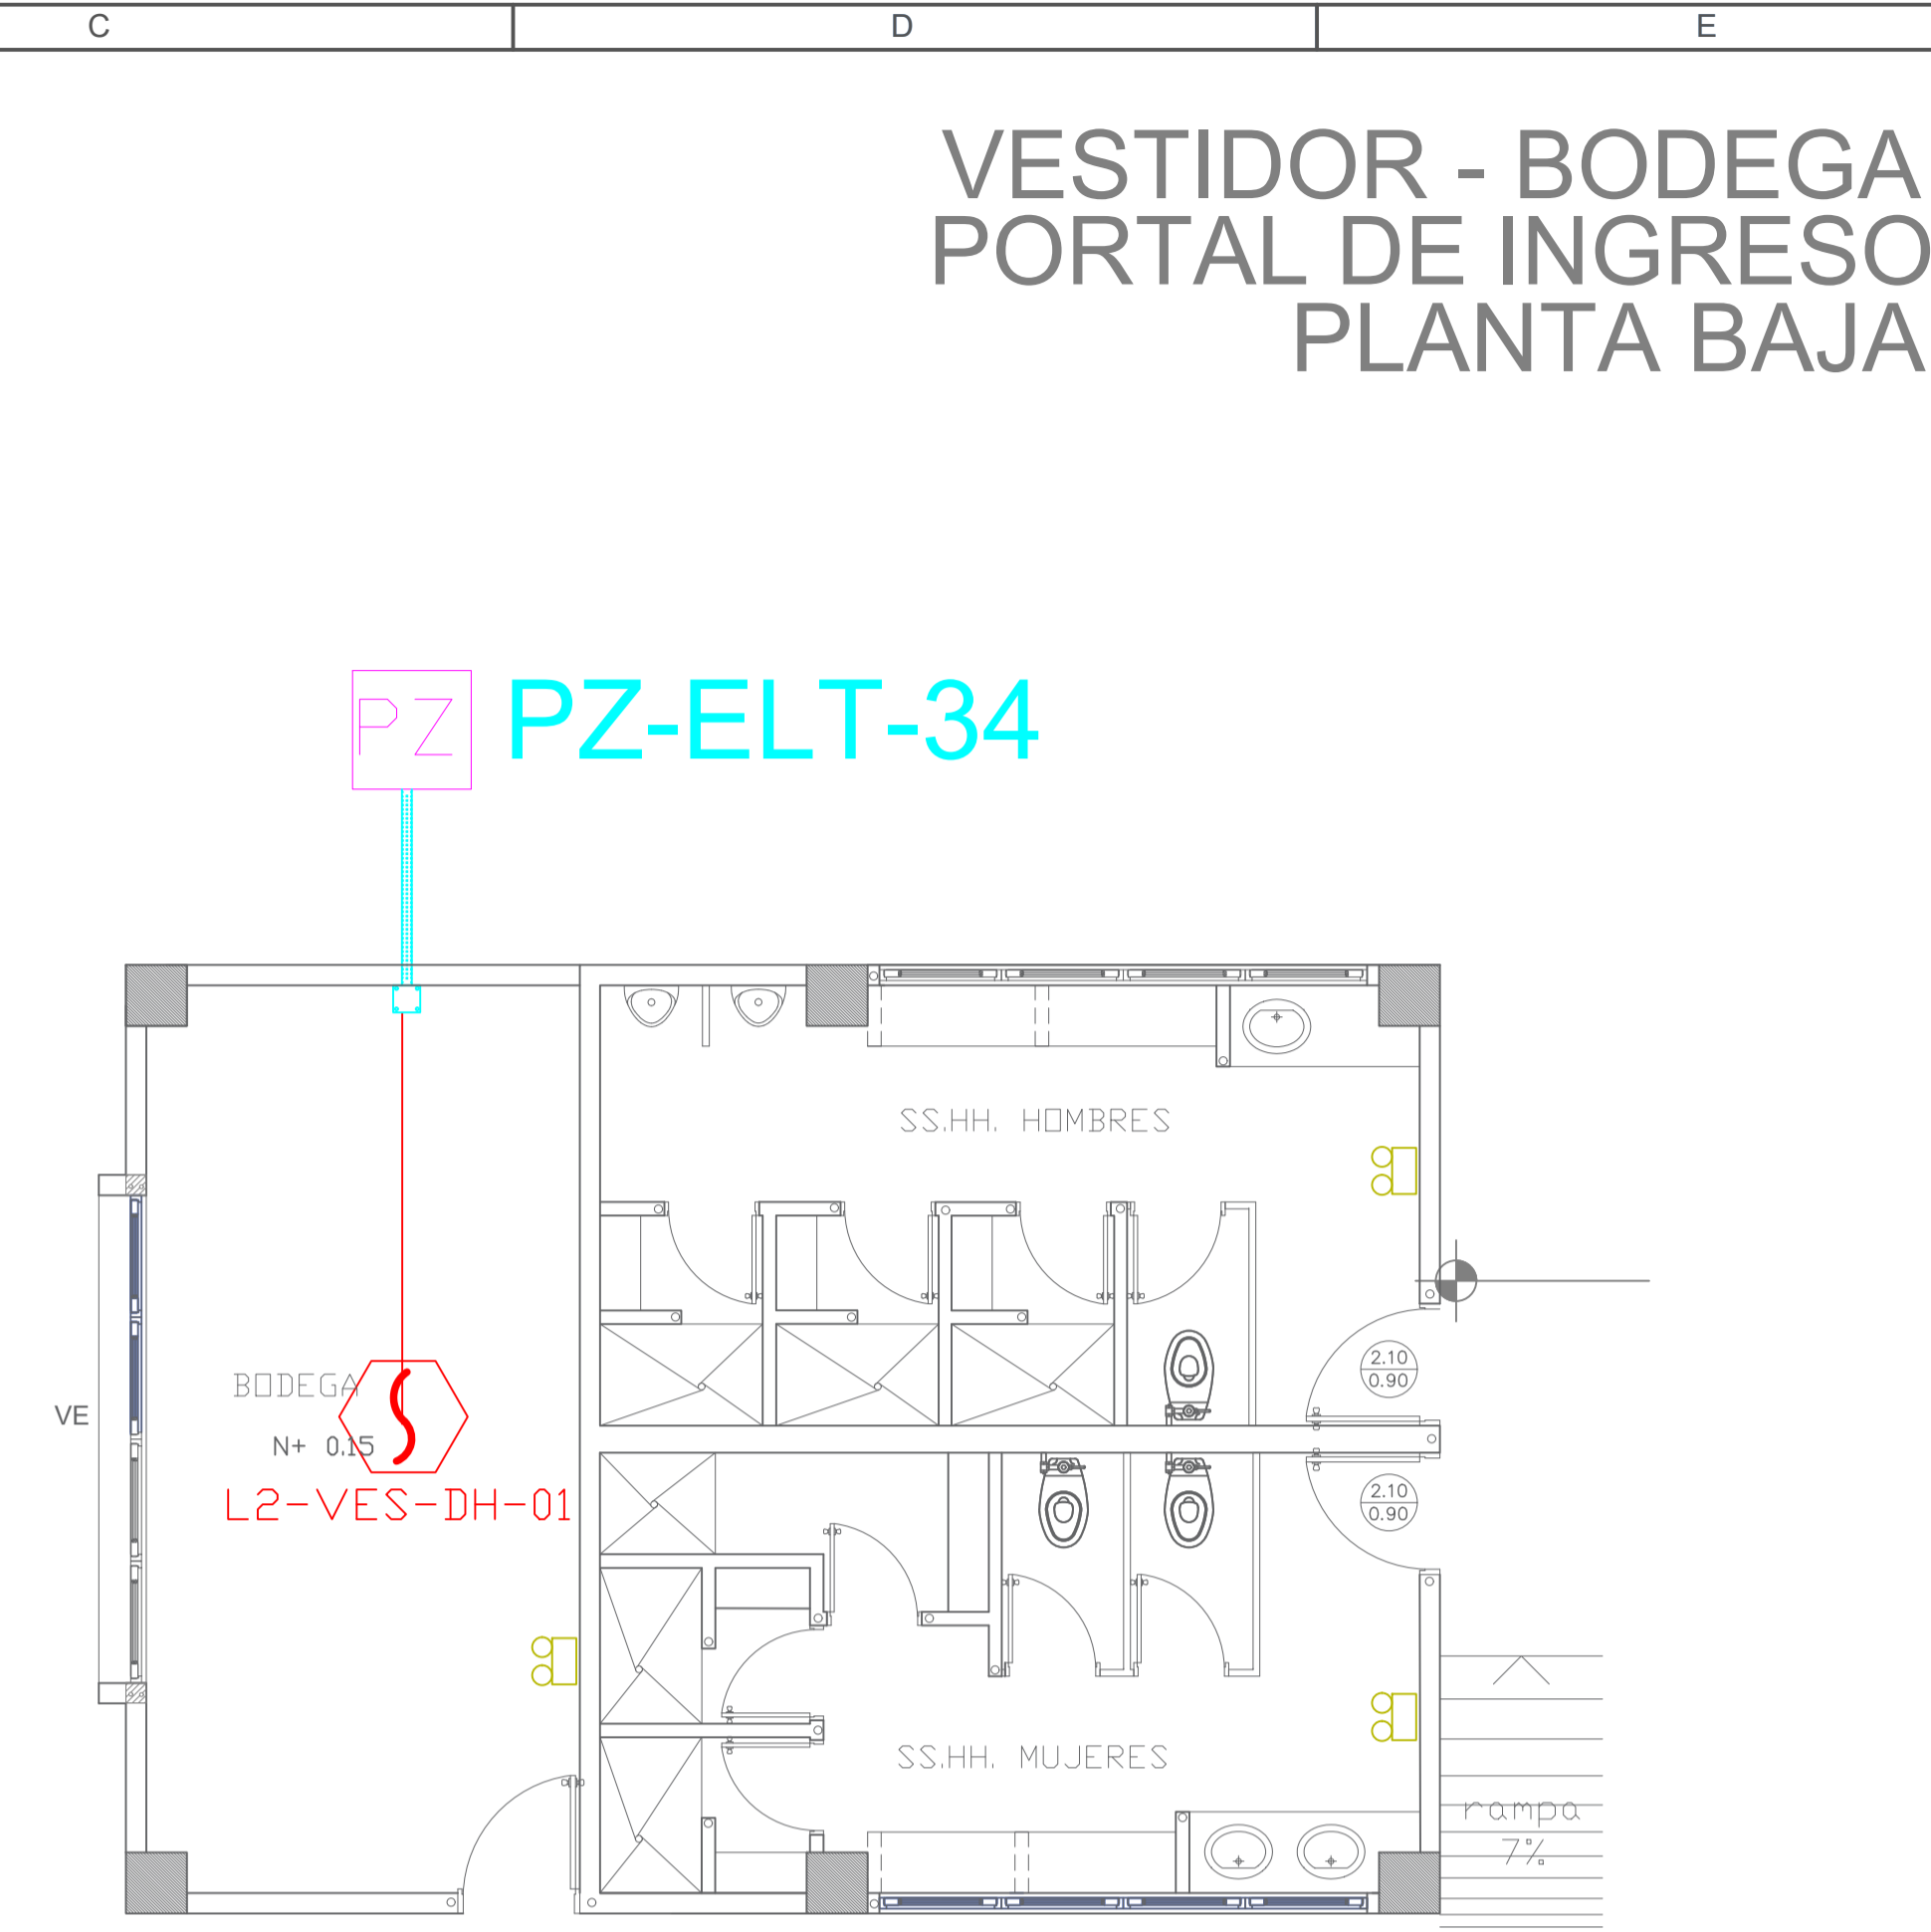 C D E
VESTIDOR - BODEGA
PORTAL DE INGRESO
PLANTA BAJA
PZ PZ-ELT-34
SS.HH. HOMBRES
2.10
0.90
BODEGA
VE
N+ 0.15
L2-VES-DH-01
2.10
0.90
SS.HH. MUJERES
rampa
7%